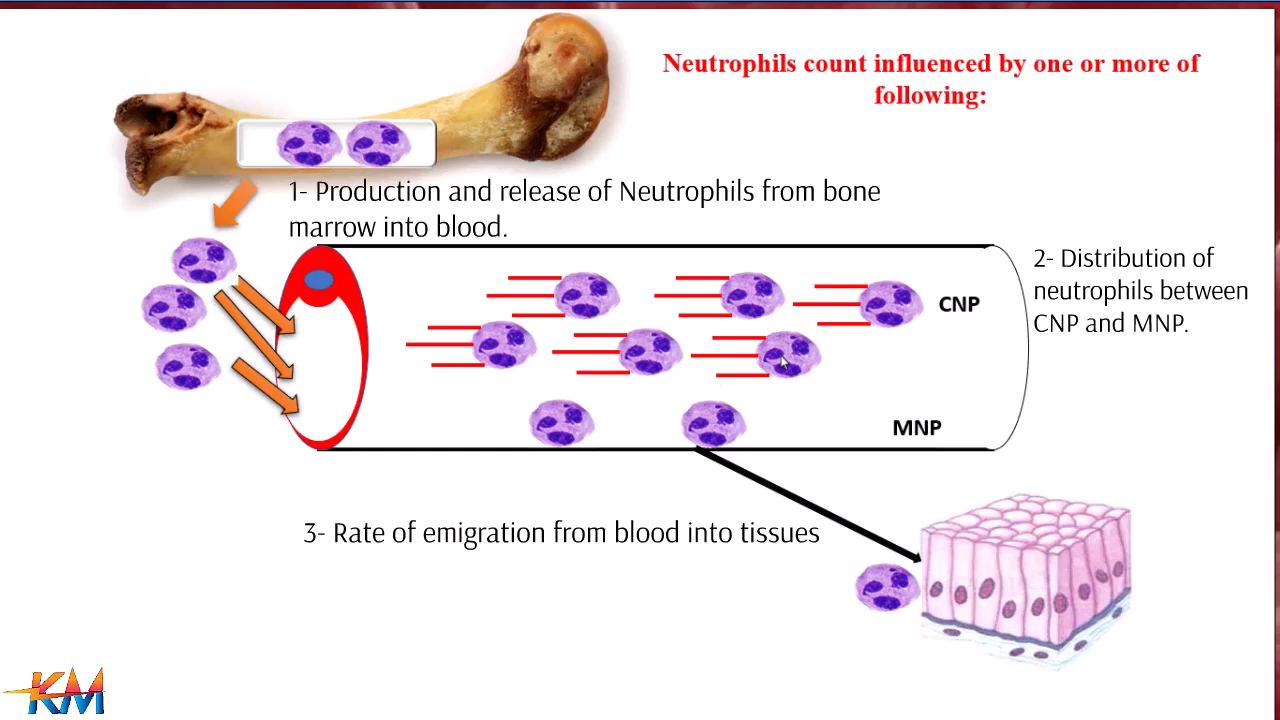 Neutrophils count influenced by one or more of
following:
1- Production and release of Neutrophils from bone
marrow into blood.
2- Distribution of
neutrophils between
CNP and MNP.
CNP
MNP
3- Rate of emigration from blood into tissues
KM